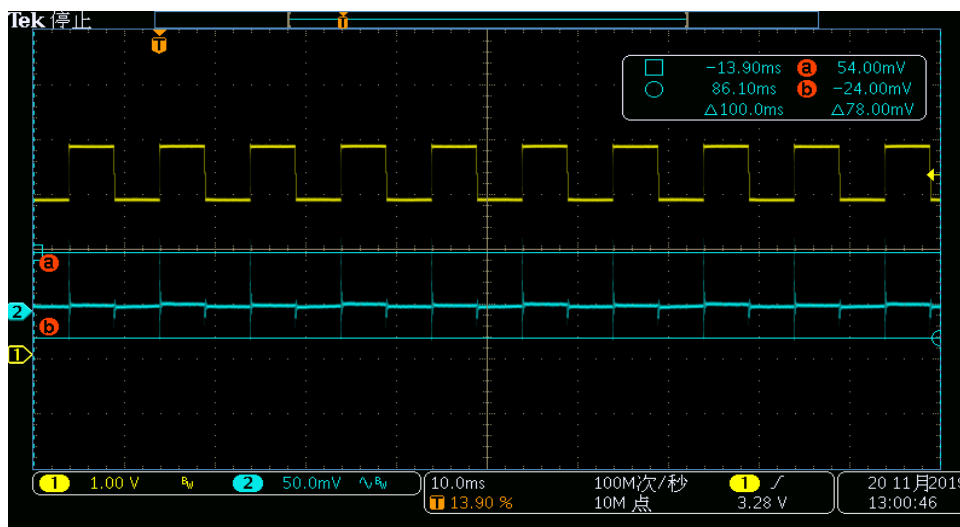 Tek 停止
T
T
-13.90ms a 54.00mV
86.10ms b -24.00mV
△100.0ms △78.00mV
a
2
b
1
1 1.00 V BW 2 50.0mV BW
10.0ms 100M次/秒 1 20 11月2019
T 13.90 % 10M 点 3.28 V 13:00:46